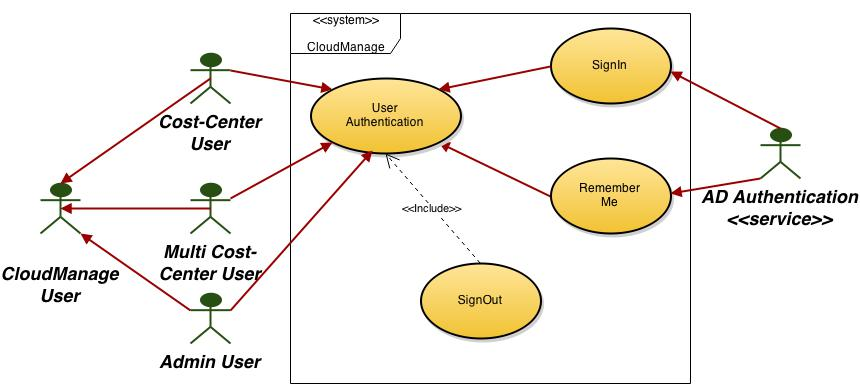 <<system>>
CloudManage
SignIn
User
Authentication
Cost-Center
User
Remember
Me
AD Authentication
<<service>>
<<Include>>
Multi Cost-
Center User
CloudManage
User
SignOut
Admin User